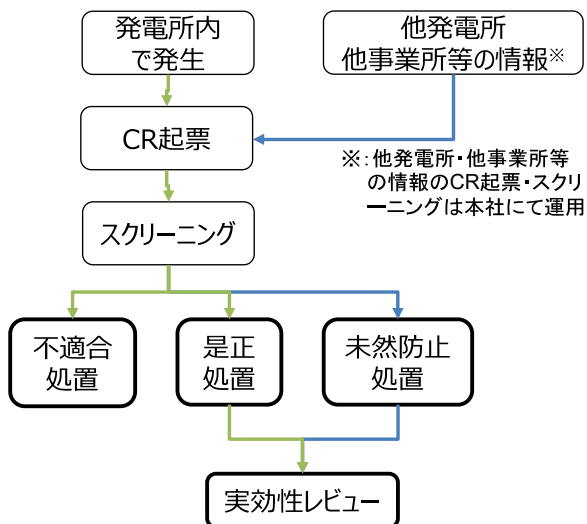 発電所内
で発生
他発電所
他事業所等の情報※
CR起票
※：他発電所・他事業所等
の情報のCR起票・スクリ
ーニングは本社にて運用
スクリーニング
不適合
処置
是正
処置
未然防止
処置
実効性レビュー